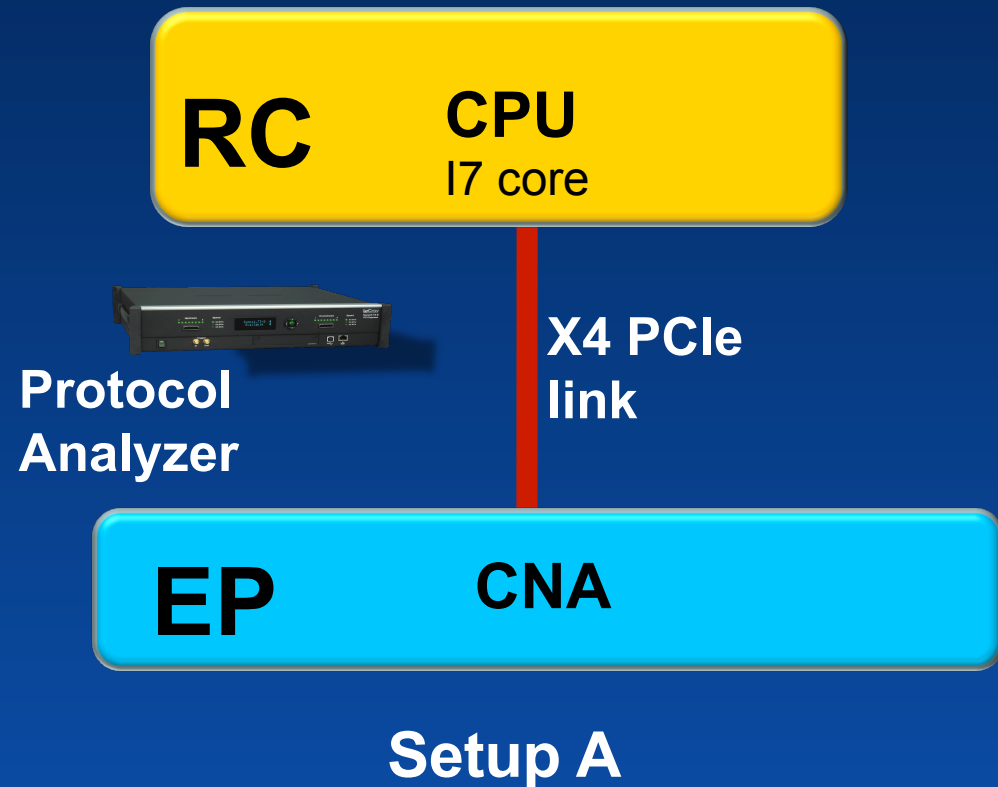 RC
CPU
I7 core
X4 PCIe
link
Protocol
Analyzer
EP
CNA
Setup A